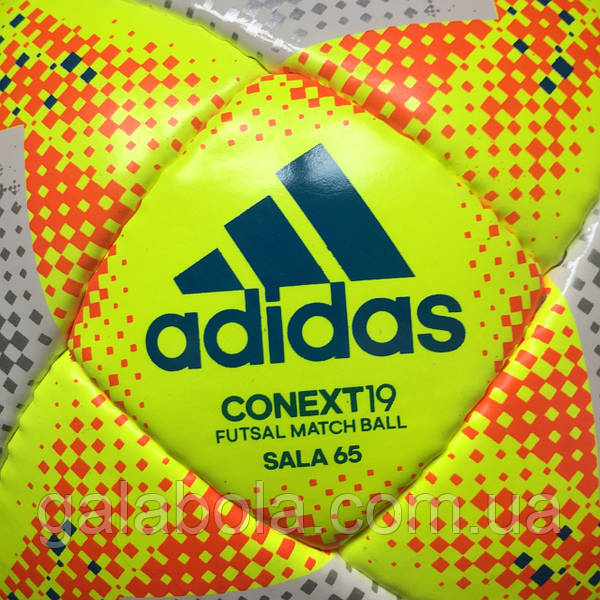 adidas
CONEXT19
FUTSAL MATCH BALL
SALA 65
galabola.com.ua